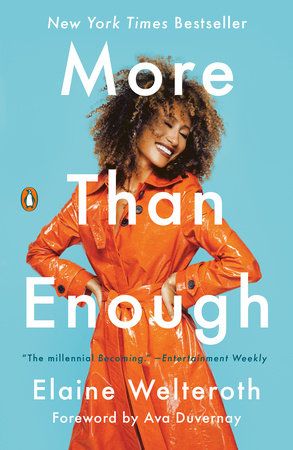 New York Times Bestseller
More
Than
Enough
"The millennial Becoming." —Entertainment Weekly
Elaine Welteroth
Foreword by Ava Duvernay